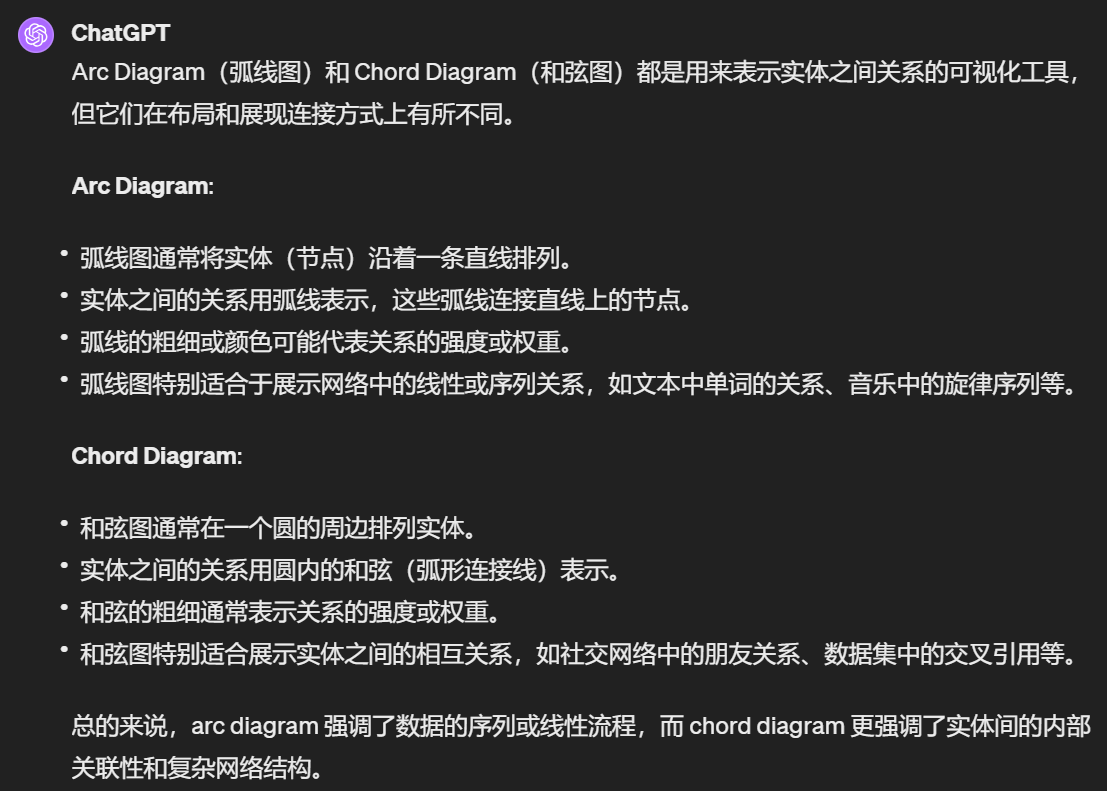 ChatGPT
Arc Diagram（弧线图）和 Chord Diagram（和弦图）都是用来表示实体之间关系的可视化工具，
但它们在布局和展现连接方式上有所不同。
Arc Diagram:
• 弧线图通常将实体（节点）沿着一条直线排列。
• 实体之间的关系用弧线表示，这些弧线连接直线上的节点。
• 弧线的粗细或颜色可能代表关系的强度或权重。
• 弧线图特别适合于展示网络中的线性或序列关系，如文本中单词的关系、音乐中的旋律序列等。
Chord Diagram:
• 和弦图通常在一个圆的周边排列实体。
• 实体之间的关系用圆内的和弦（弧形连接线）表示。
• 和弦的粗细通常表示关系的强度或权重。
• 和弦图特别适合展示实体之间的相互关系，如社交网络中的朋友关系、数据集中的交叉引用等。
总的来说，arc diagram 强调了数据的序列或线性流程，而 chord diagram 更强调了实体间的内部
关联性和复杂网络结构。